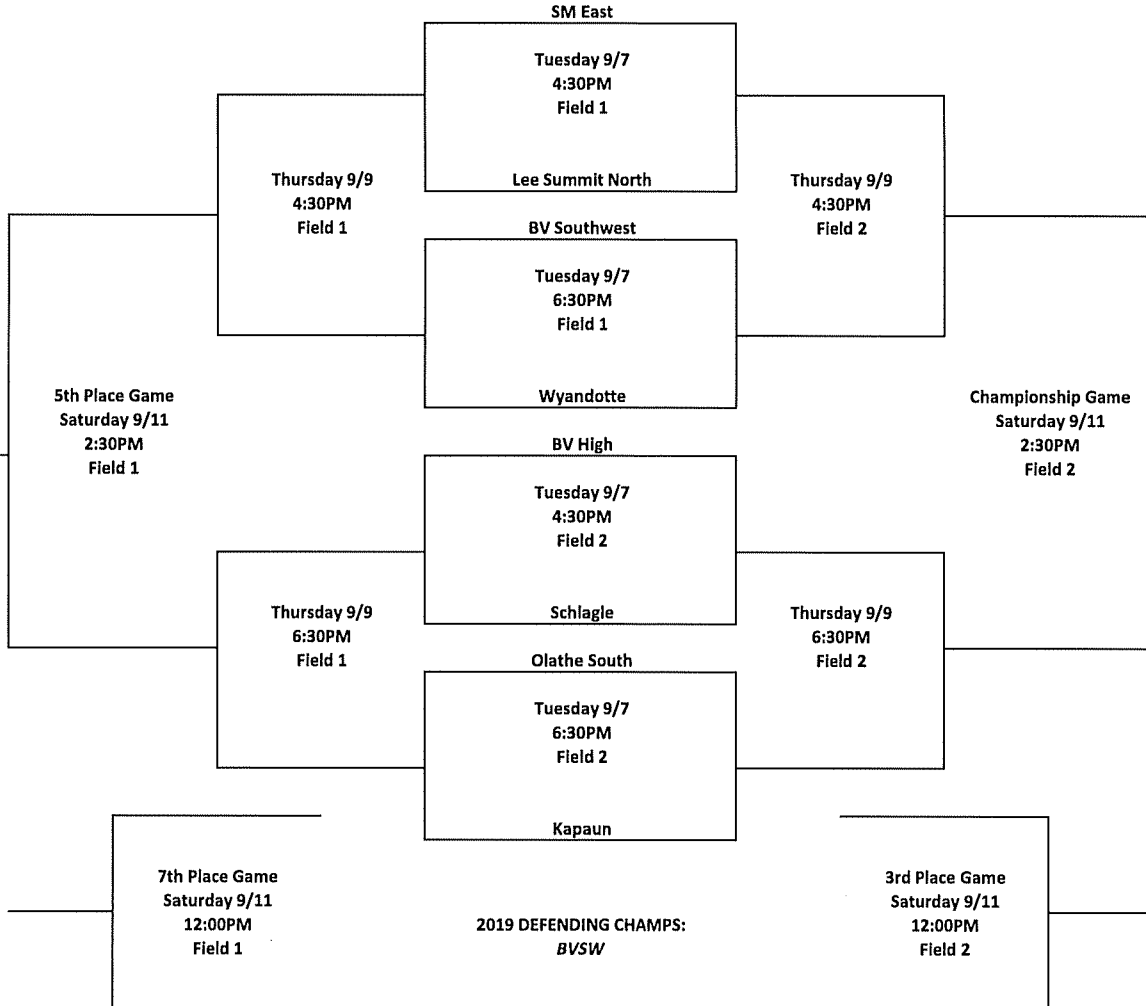 SM East
Tuesday 9/7
4:30PM
Field 1
Lee Summit North
Thursday 9/9
4:30PM
Field 1
Thursday 9/9
4:30PM
Field 2
BV Southwest
Tuesday 9/7
6:30PM
Field 1
Wyandotte
5th Place Game
Saturday 9/11
2:30PM
Field 1
Championship Game
Saturday 9/11
2:30PM
Field 2
BV High
Tuesday 9/7
4:30PM
Field 2
Schlagle
Thursday 9/9
6:30PM
Field 1
Thursday 9/9
6:30PM
Field 2
Olathe South
Tuesday 9/7
6:30PM
Field 2
Kapaun
7th Place Game
Saturday 9/11
12:00PM
Field 1
2019 DEFENDING CHAMPS:
BVSW
3rd Place Game
Saturday 9/11
12:00PM
Field 2